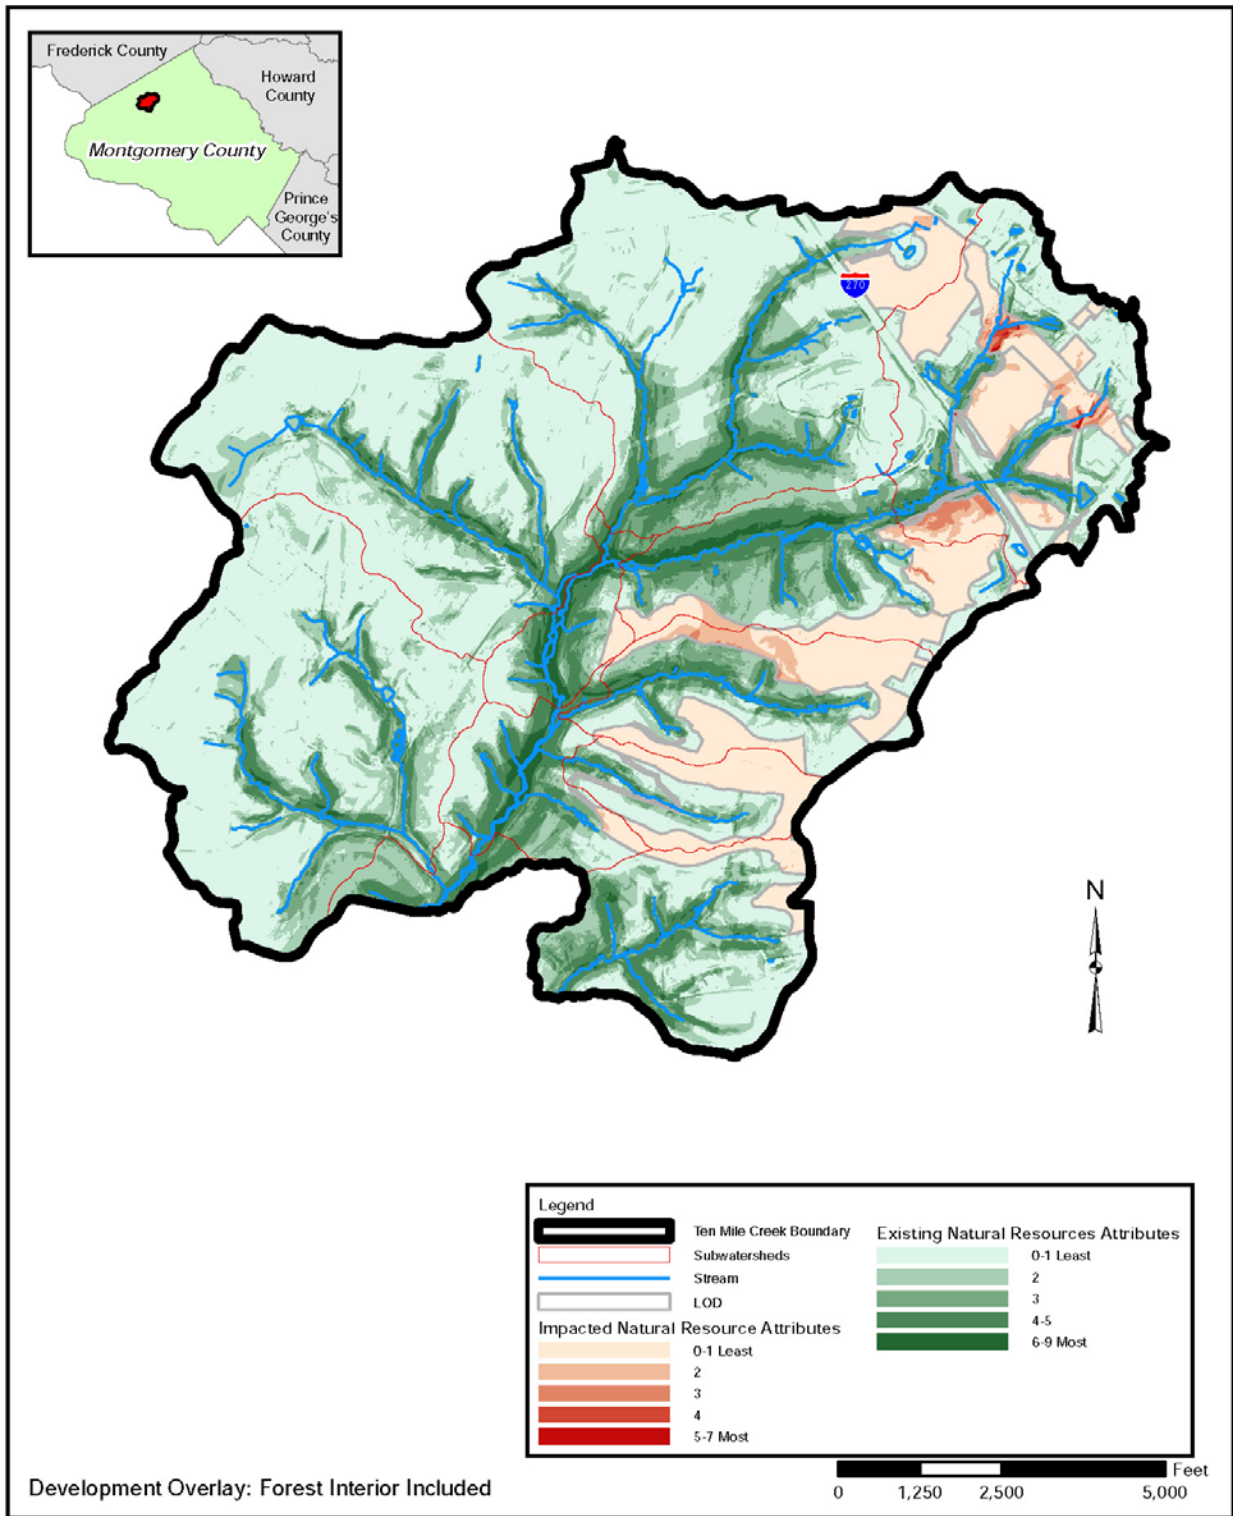 Frederick County
Howard
County
Montgomery County
Prince
George's
County
270
N
Legend
Ten Mile Creek Boundary
Subwatersheds
Stream
LOD
Impacted Natural Resource Attributes
0-1 Least
2
3
4
5-7 Most
Existing Natural Resources Attributes
0-1 Least
2
3
4-5
6-9 Most
Feet
0 1,250 2,500 5,000
Development Overlay: Forest Interior Included